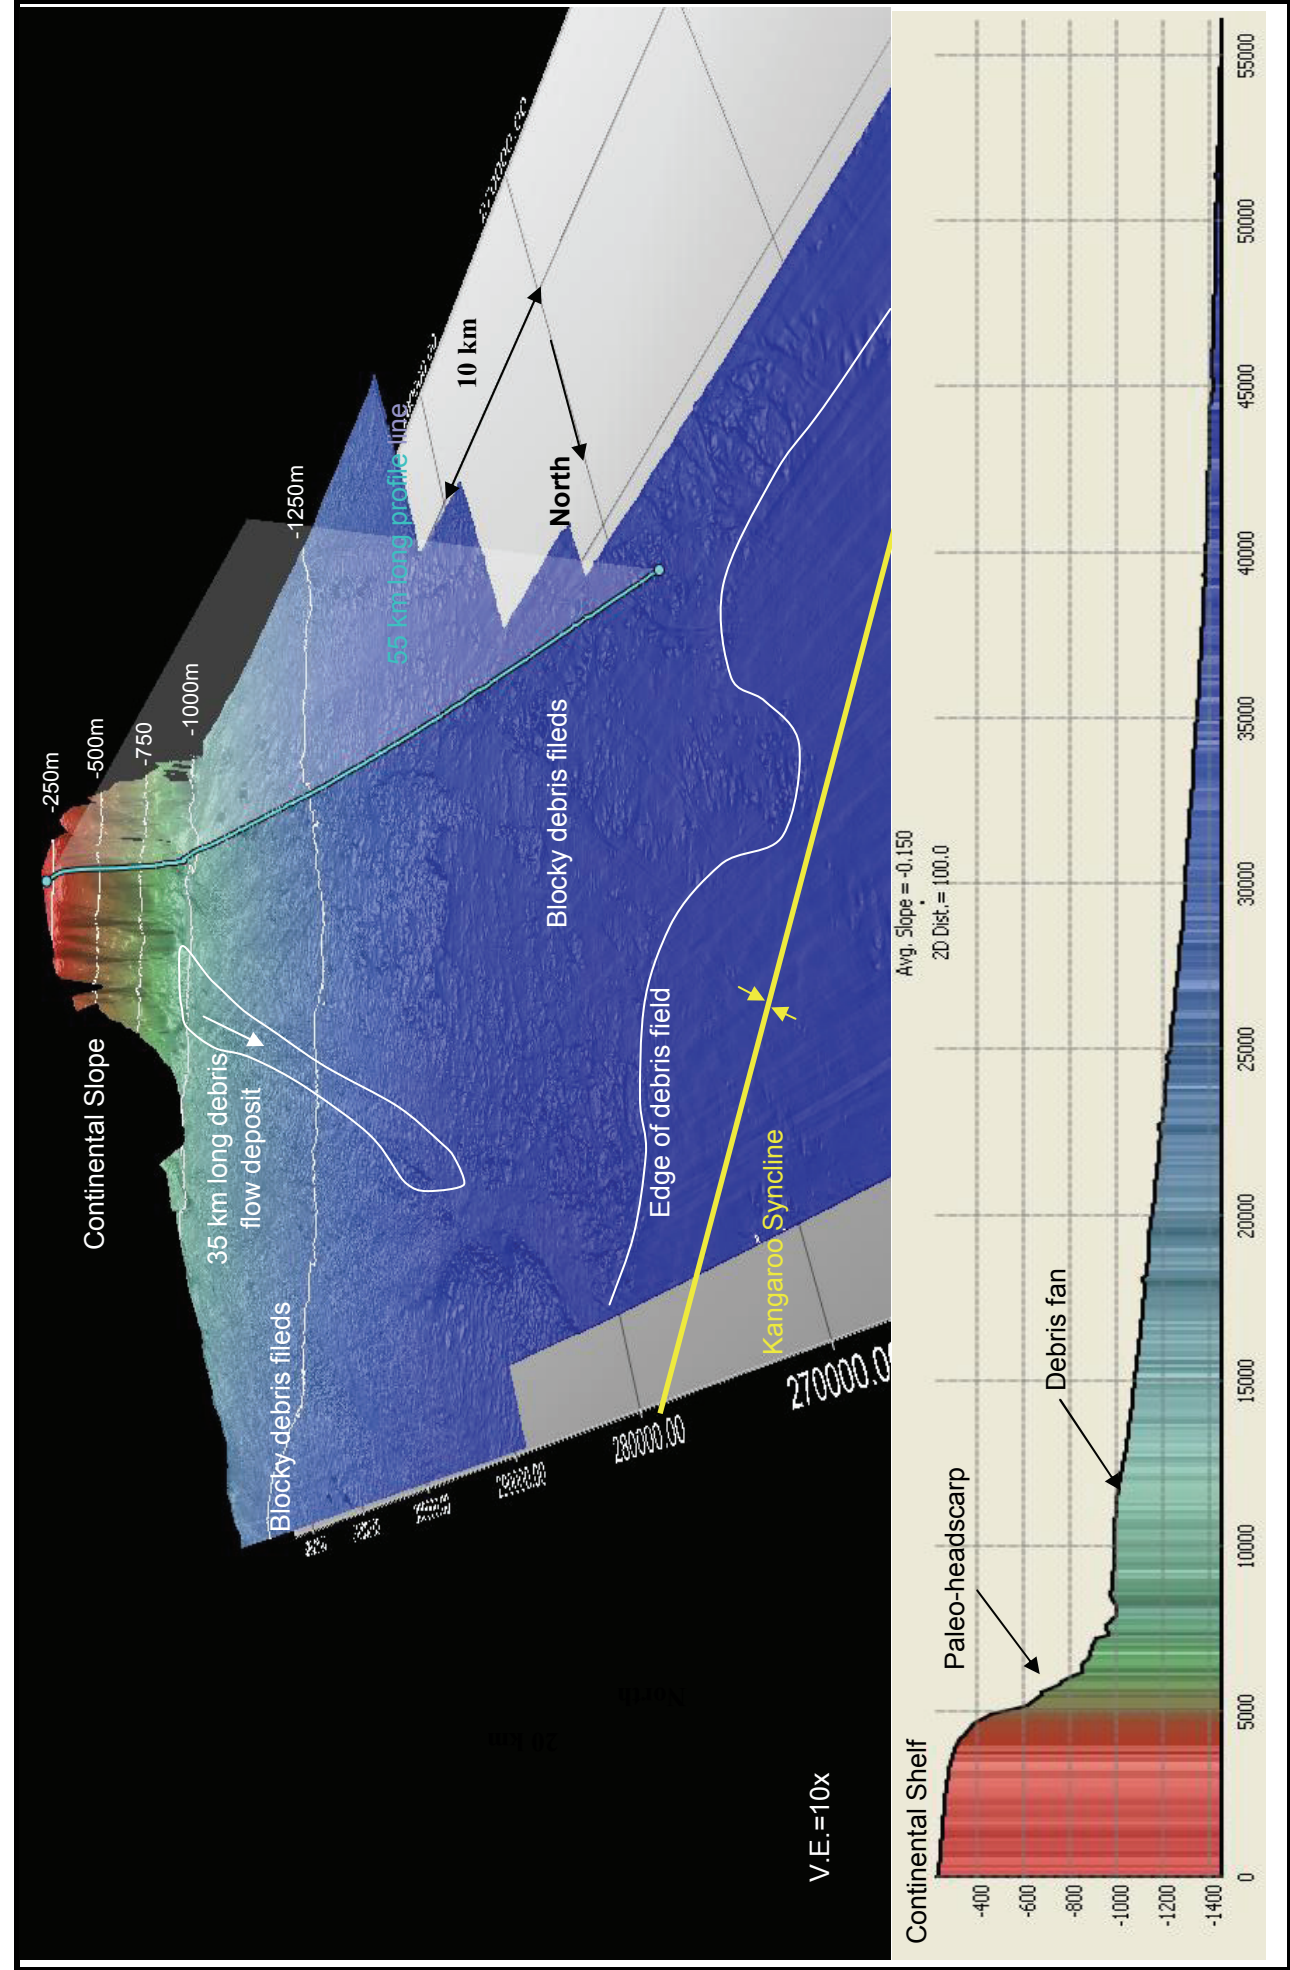 Continental Slope
-250m
-500m
-750
-1000m
-1250m
35 km long debris
flow deposit
Blocky debris fileds
55 km long profile line
10 km
North
Blocky debris fileds
Edge of debris field
Kangaroo Syncline
280000.00
270000.0
V.E.=10x
Avg. Slope = -0.150
2D Dist.= 100.0
Continental Shelf
Paleo-headscarp
Debris fan
-400
-600
-800
-1000
-1200
-1400
0
5000
10000
15000
20000
25000
30000
35000
40000
45000
50000
55000